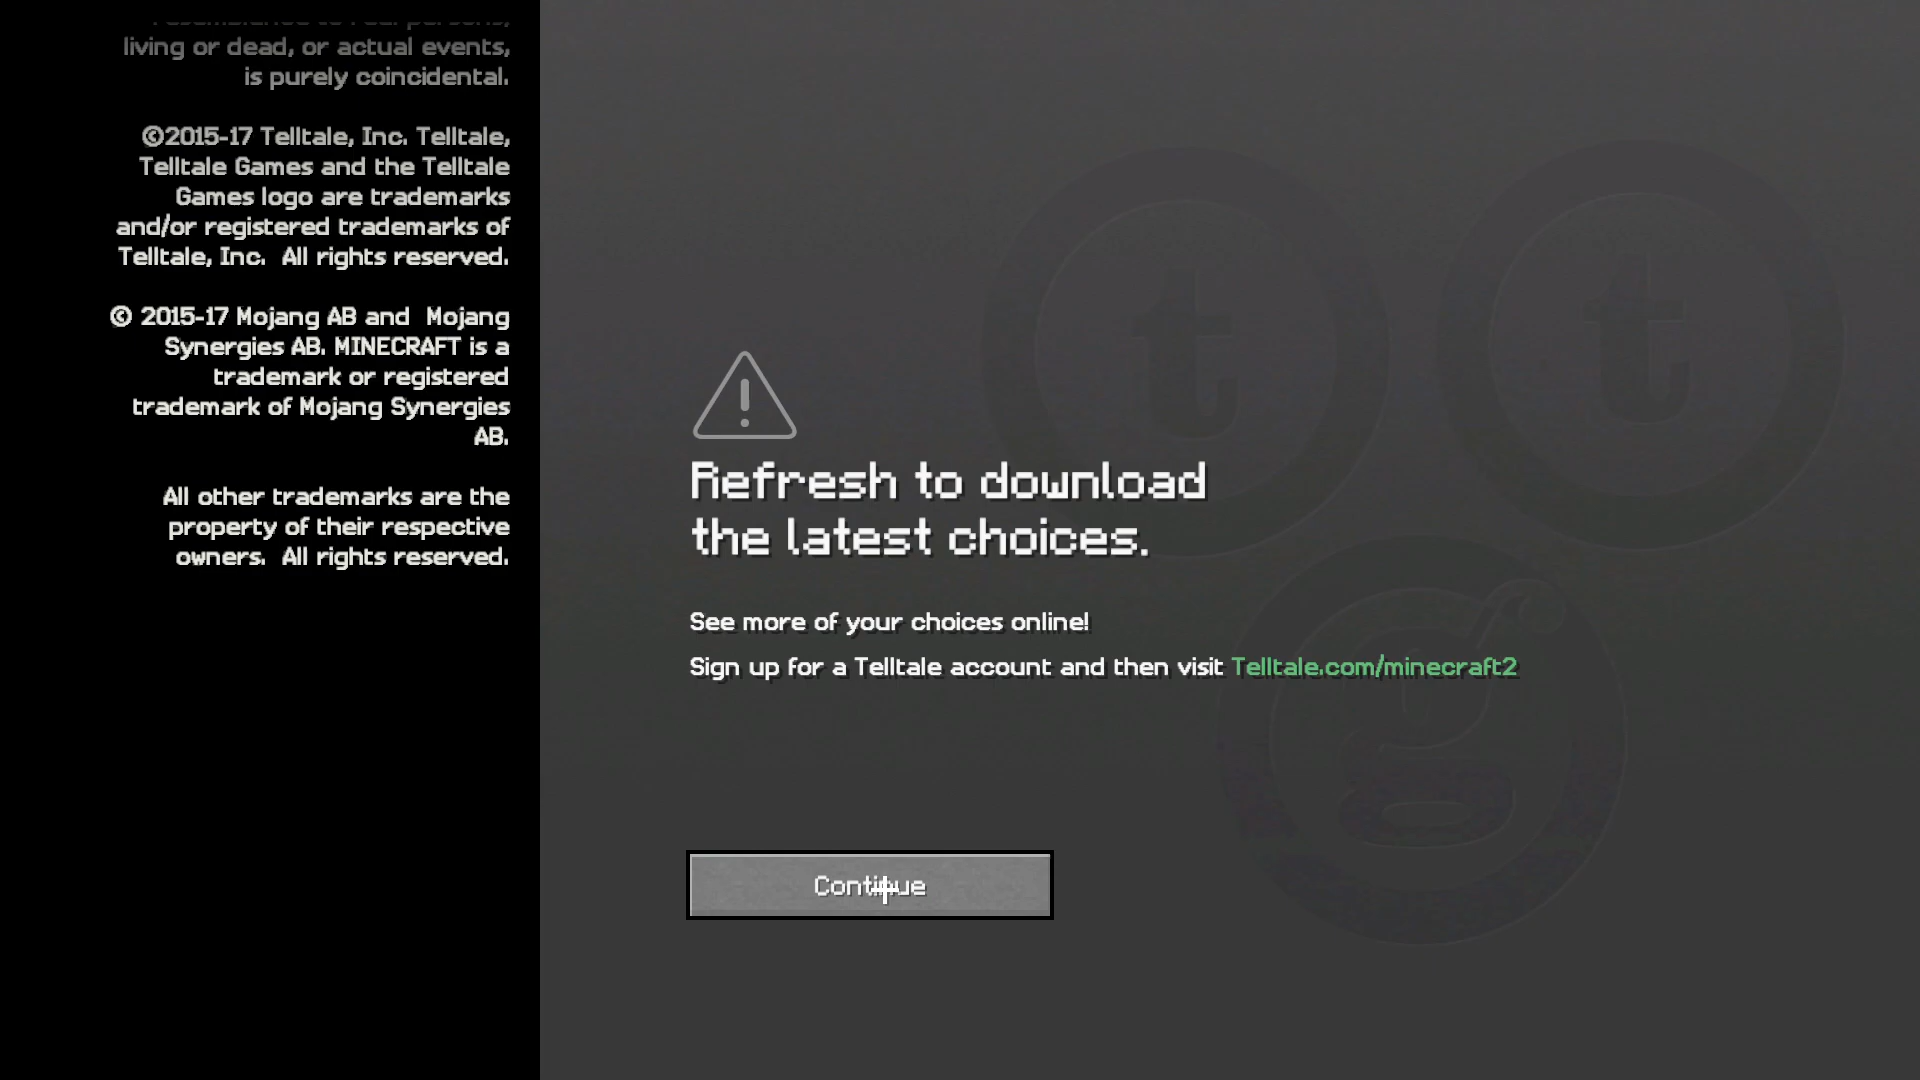 living or dead, or actual events,
is purely coincidental.
©2015-17 Telltale, Inc. Telltale,
Telltale Games and the Telltale
Games logo are trademarks
and/or registered trademarks of
Telltale, Inc.  All rights reserved.
© 2015-17 Mojang AB and  Mojang
Synergies AB. MINECRAFT is a
trademark or registered
trademark of Mojang Synergies
AB.
All other trademarks are the
property of their respective
owners.  All rights reserved.
Refresh to download
the latest choices.
See more of your choices online!
Sign up for a Telltale account and then visit Telltale.com/minecraft2
Continue
t
t
g